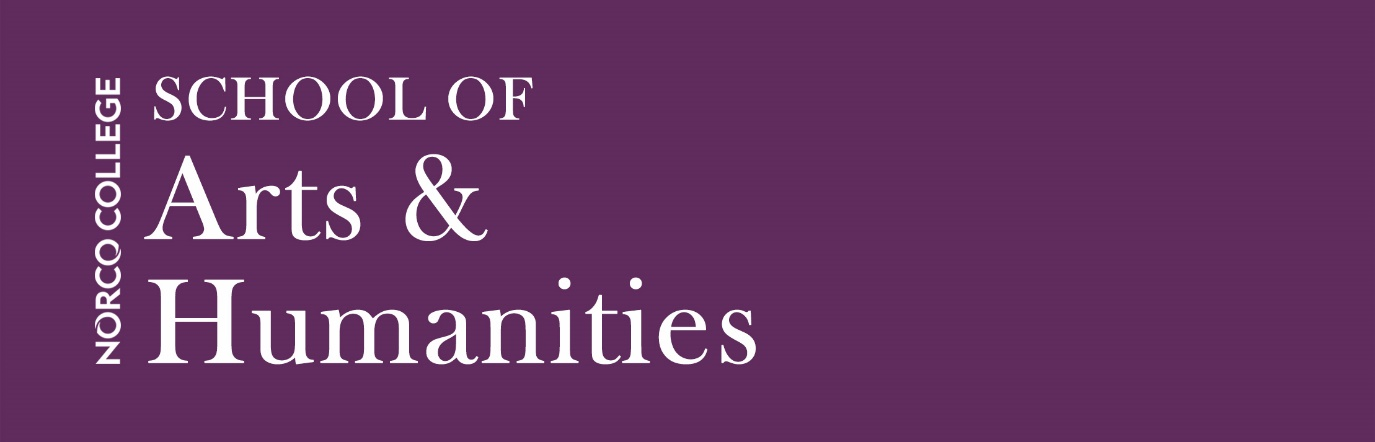 NORCO COLLEGE
SCHOOL OF
Arts &
Humanities